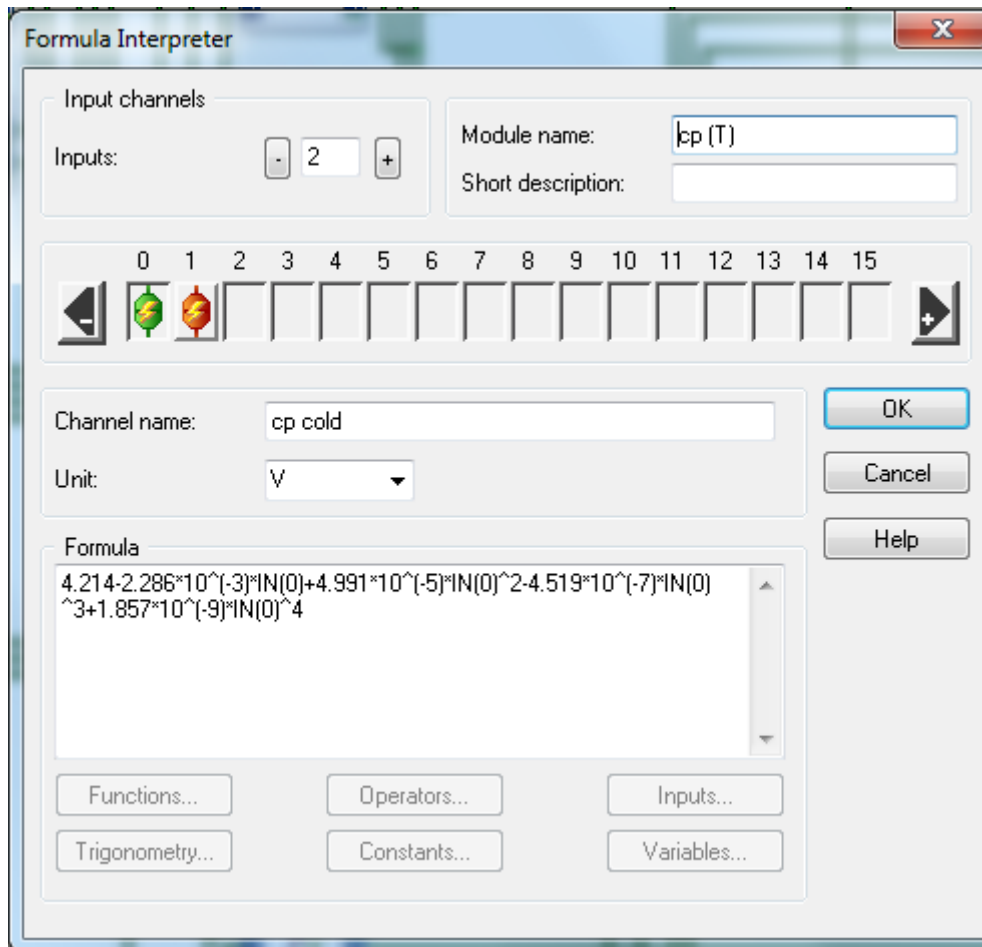 Formula Interpreter
Input channels
Inputs:
- 2 +
Module name:
cp (T)
Short description:
0 1 2 3 4 5 6 7 8 9 10 11 12 13 14 15
- +
Channel name:
cp cold
Unit:
V
OK
Cancel
Help
Formula
4.214-2.286*10^(-3)*IN(0)+4.991*10^(-5)*IN(0)^2-4.519*10^(-7)*IN(0)
^3+1.857*10^(-9)*IN(0)^4
Functions... Operators... Inputs...
Trigonometry... Constants... Variables...